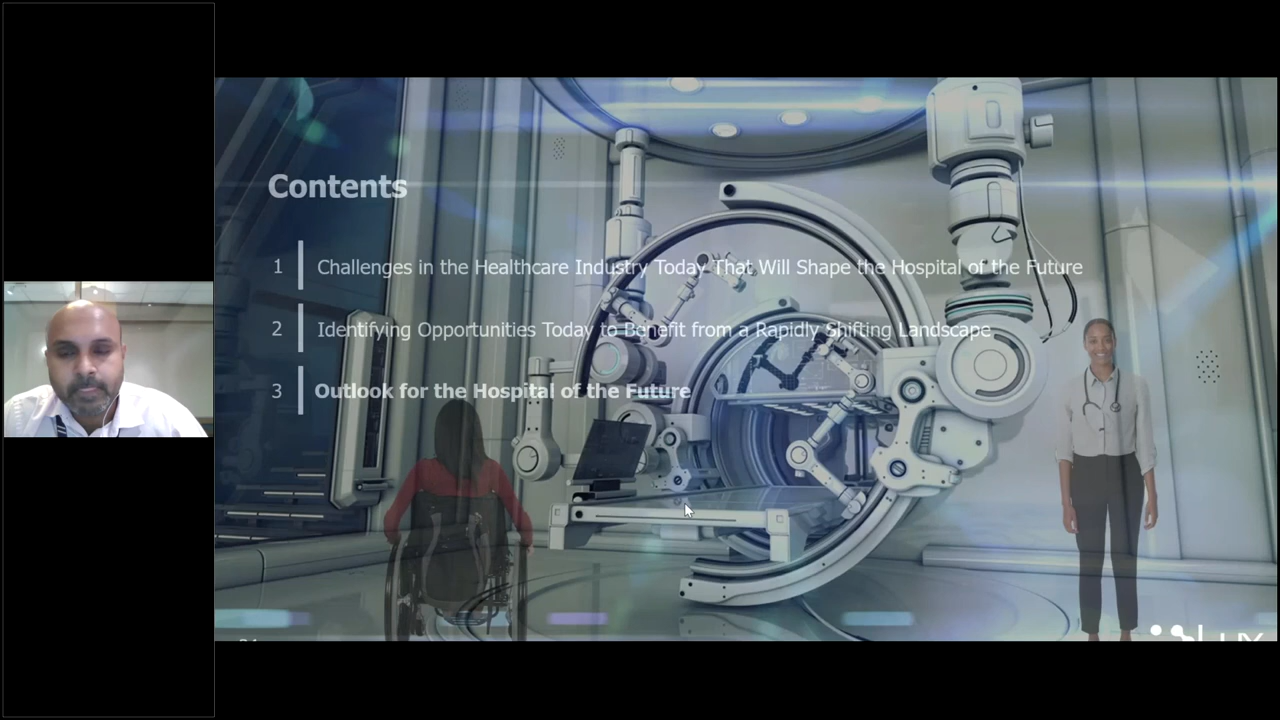 Contents
1 Challenges in the Healthcare Industry Today That Will Shape the Hospital of the Future
2 Identifying Opportunities Today to Benefit from a Rapidly Shifting Landscape
3 Outlook for the Hospital of the Future